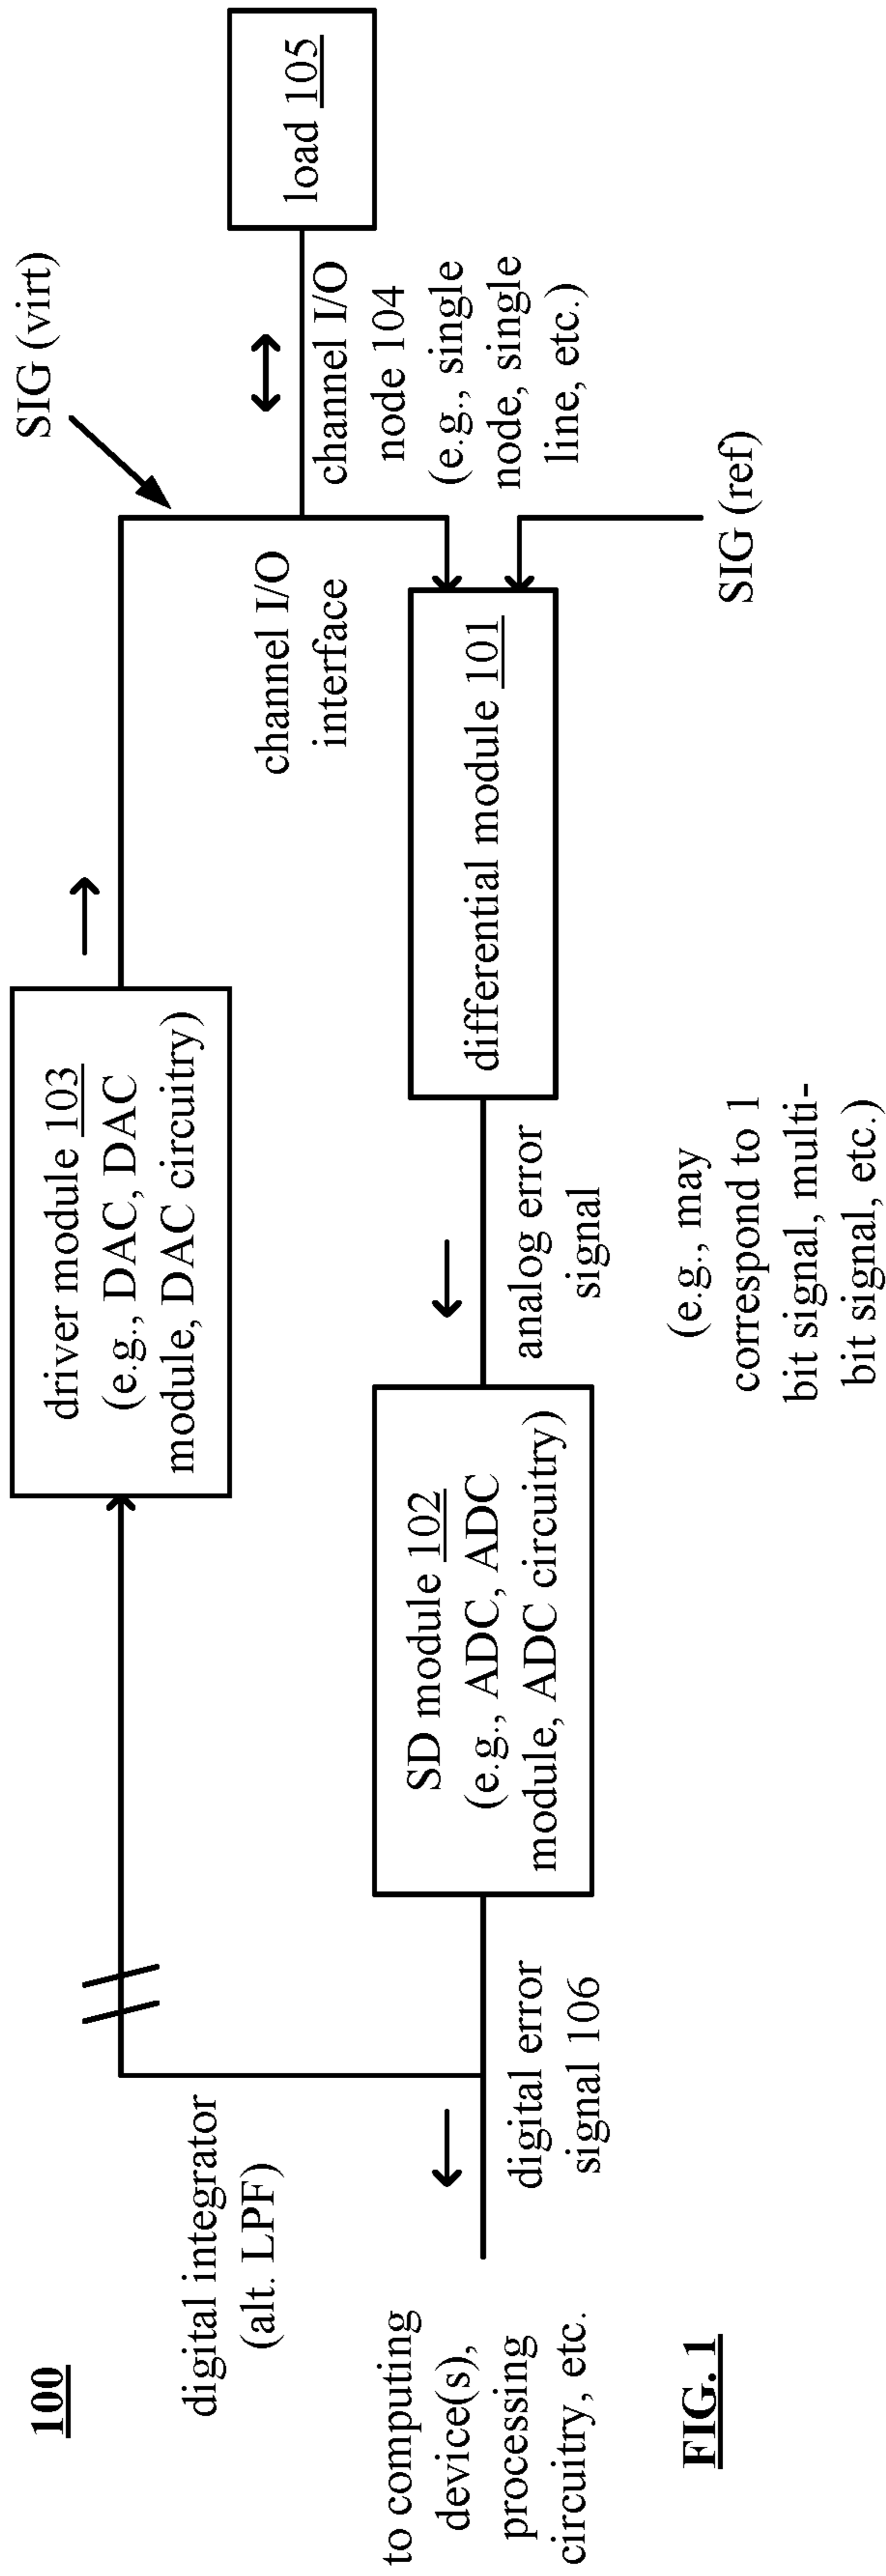 100
driver module 103
(e.g., DAC, DAC
module, DAC circuitry)
SIG (virt)
load 105
digital integrator
(alt. LPF)
channel I/O
interface
channel I/O
node 104
(e.g., single
node, single
line, etc.)
to computing
device(s),
processing
circuitry, etc.
digital error
signal 106
SD module 102
(e.g., ADC, ADC
module, ADC circuitry)
analog error
signal
differential module 101
SIG (ref)
(e.g., may
correspond to 1
bit signal, multi-
bit signal, etc.)
FIG. 1